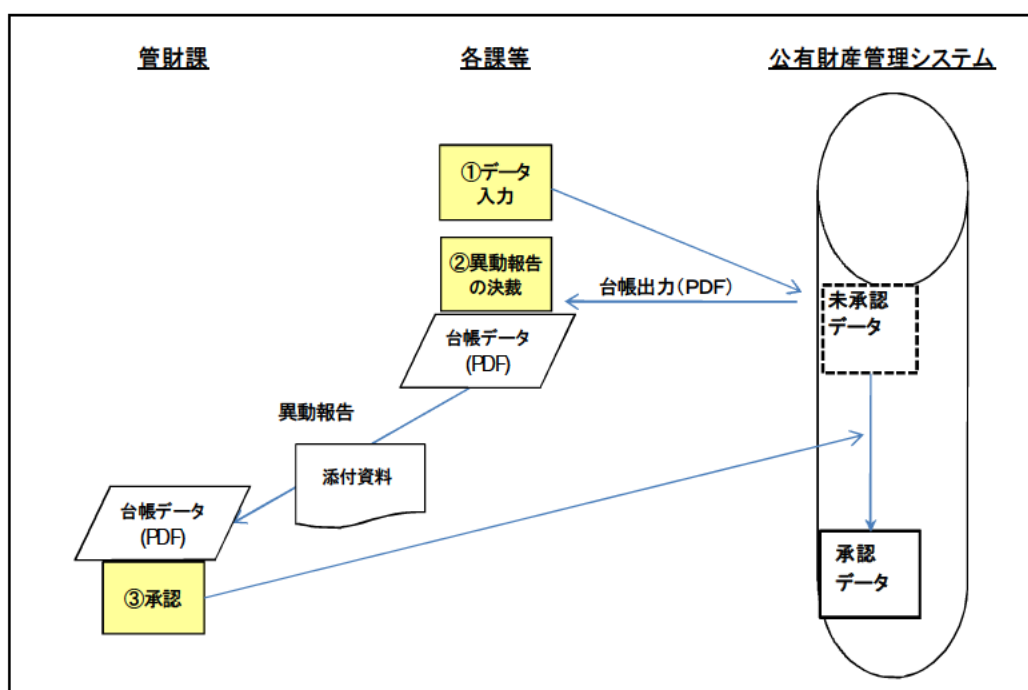 管財課
各課等
公有財産管理システム
①データ
入力
②異動報告
の決裁
台帳出力(PDF)
未承認
データ
台帳データ
(PDF)
異動報告
添付資料
台帳データ
(PDF)
③承認
承認
データ